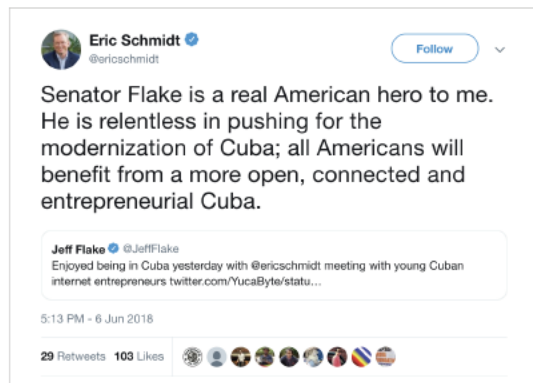 Eric Schmidt
@ericschmidt
Follow
Senator Flake is a real American hero to me.
He is relentless in pushing for the
modernization of Cuba; all Americans will
benefit from a more open, connected and
entrepreneurial Cuba.
Jeff Flake @JeffFlake
Enjoyed being in Cuba yesterday with @ericschmidt meeting with young Cuban
internet entrepreneurs twitter.com/YucaByte/statu...
5:13 PM - 6 Jun 2018
29 Retweets 103 Likes